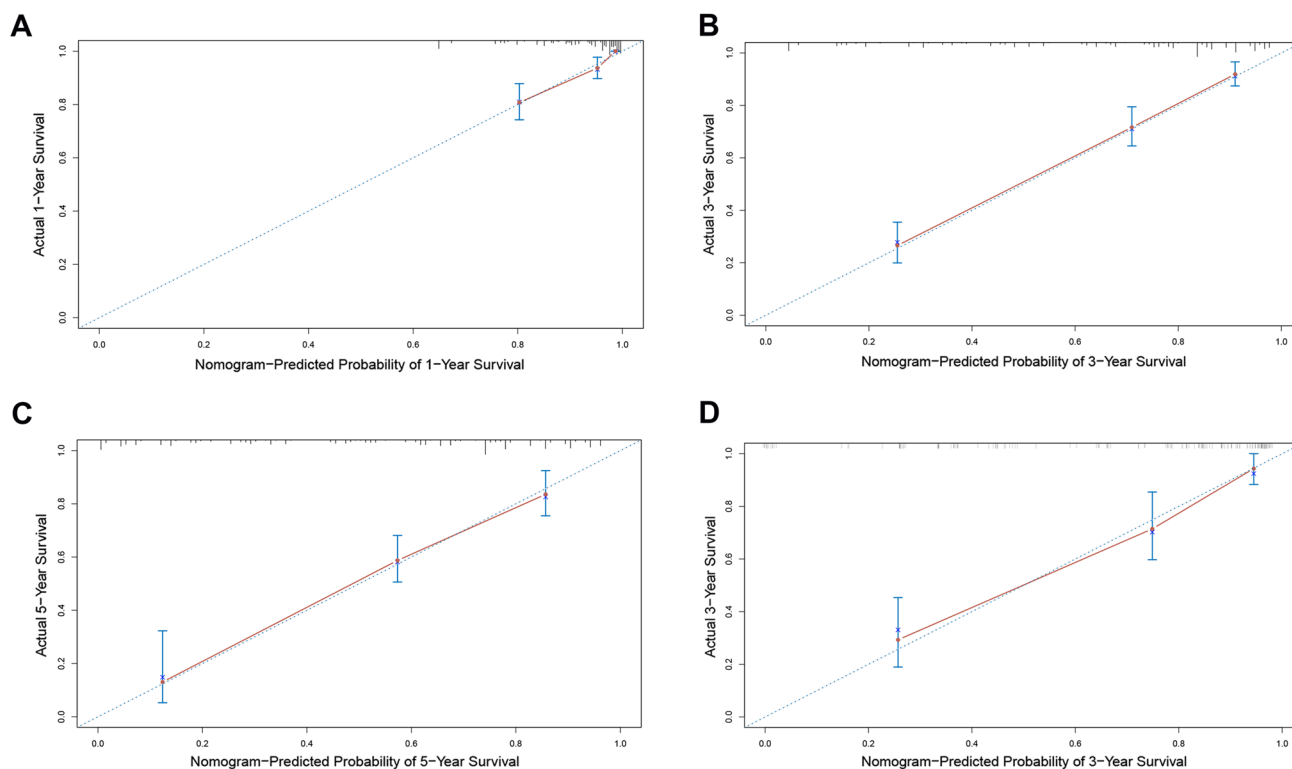 A
1.0
0.8
0.6
0.4
0.2
0.0
Actual 1−Year Survival
0.0 0.2 0.4 0.6 0.8 1.0
Nomogram−Predicted Probability of 1−Year Survival
B
1.0
0.8
0.6
0.4
0.2
0.0
Actual 3−Year Survival
0.0 0.2 0.4 0.6 0.8 1.0
Nomogram−Predicted Probability of 3−Year Survival
C
1.0
0.8
0.6
0.4
0.2
0.0
Actual 5−Year Survival
0.0 0.2 0.4 0.6 0.8 1.0
Nomogram−Predicted Probability of 5−Year Survival
D
1.0
0.8
0.6
0.4
0.2
0.0
Actual 3−Year Survival
0.0 0.2 0.4 0.6 0.8 1.0
Nomogram−Predicted Probability of 3−Year Survival